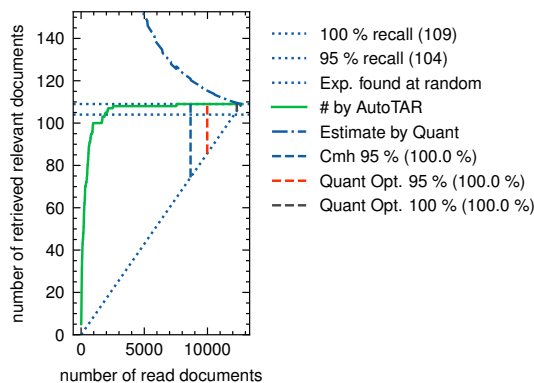 number of retrieved relevant documents
140
120
100
80
60
40
20
0
0 5000 10000
number of read documents
100 % recall (109)
95 % recall (104)
Exp. found at random
# by AutoTAR
Estimate by Quant
Cmh 95 % (100.0 %)
Quant Opt. 95 % (100.0 %)
Quant Opt. 100 % (100.0 %)